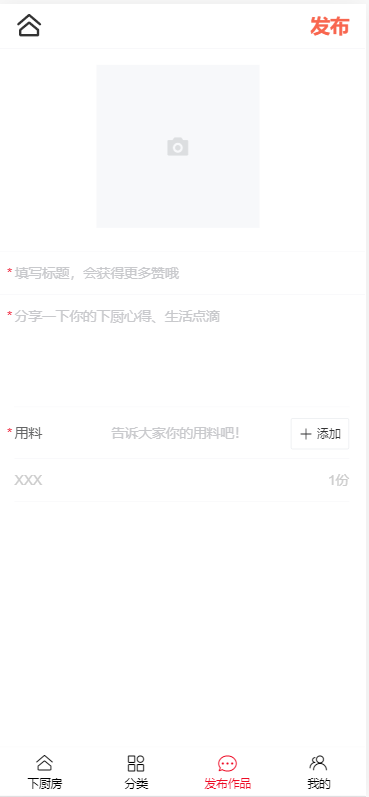 发布
* 填写标题，会获得更多赞哦
* 分享一下你的下厨心得、生活点滴
* 用料 告诉大家你的用料吧！ 添加
XXX 1份
下厨房 分类 发布作品 我的